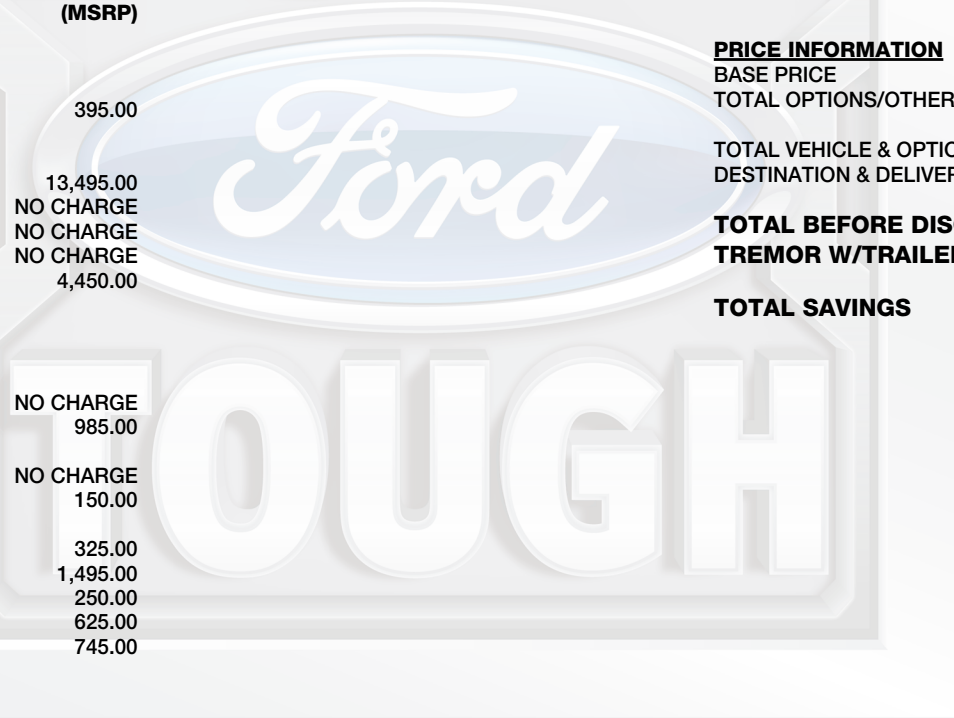 (MSRP)
395.00
13,495.00
NO CHARGE
NO CHARGE
NO CHARGE
4,450.00
NO CHARGE
985.00
NO CHARGE
150.00
325.00
1,495.00
250.00
625.00
745.00
PRICE INFORMATION
BASE PRICE
TOTAL OPTIONS/OTHER
TOTAL VEHICLE & OPTIO
DESTINATION & DELIVER
TOTAL BEFORE DIS
TREMOR W/TRAILE
TOTAL SAVINGS
Ford
TOUGH